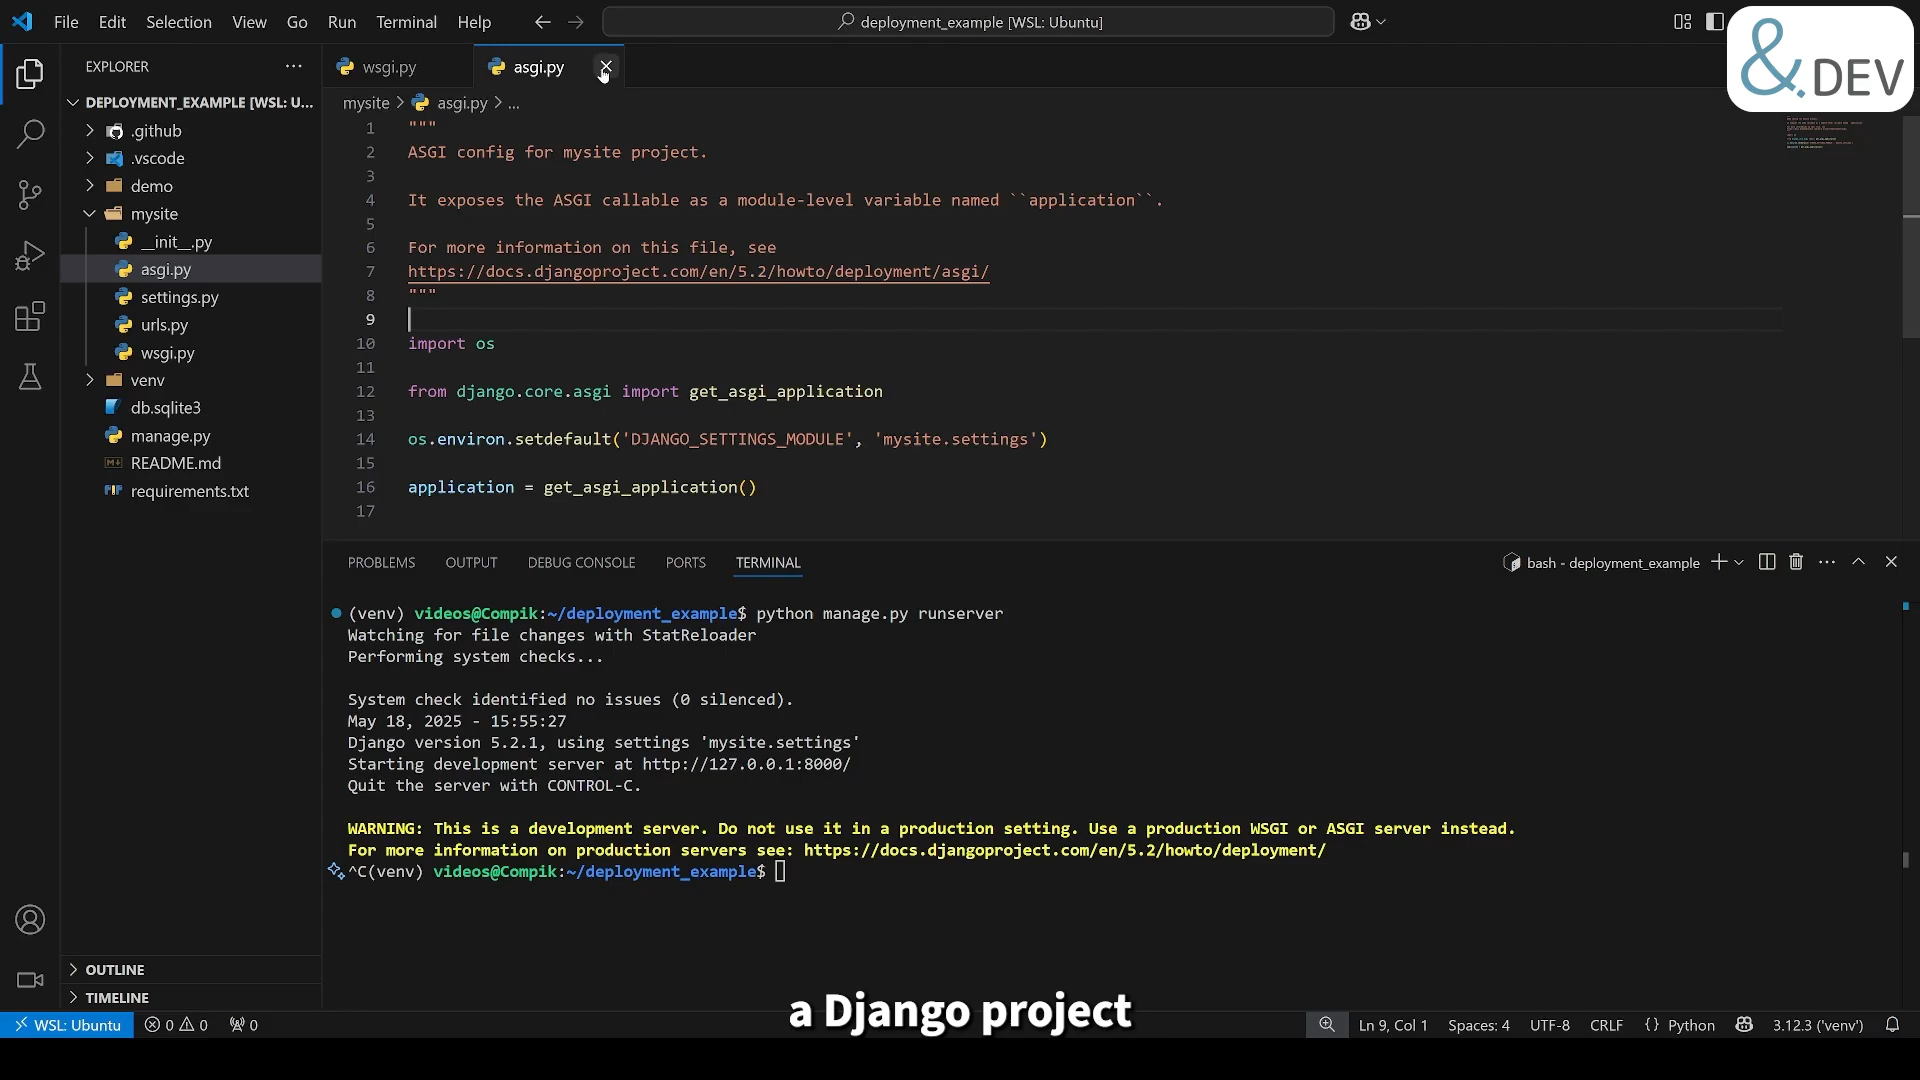 File Edit Selection View Go Run Terminal Help
deployment_example [WSL: Ubuntu]
&.DEV
EXPLORER
DEPLOYMENT_EXAMPLE [WSL: U...
.github
.vscode
demo
mysite
__init__.py
asgi.py
settings.py
urls.py
wsgi.py
venv
db.sqlite3
manage.py
README.md
requirements.txt
OUTLINE
TIMELINE
wsgi.py
asgi.py
mysite > asgi.py > ...
1 """
2 ASGI config for mysite project.
3
4 It exposes the ASGI callable as a module-level variable named ``application``.
5
6 For more information on this file, see
7 https://docs.djangoproject.com/en/5.2/howto/deployment/asgi/
8 """
9
10 import os
11
12 from django.core.asgi import get_asgi_application
13
14 os.environ.setdefault('DJANGO_SETTINGS_MODULE', 'mysite.settings')
15
16 application = get_asgi_application()
17
PROBLEMS OUTPUT DEBUG CONSOLE PORTS TERMINAL
bash - deployment_example
(venv) videos@Compik:~/deployment_example$ python manage.py runserver
Watching for file changes with StatReloader
Performing system checks...
System check identified no issues (0 silenced).
May 18, 2025 - 15:55:27
Django version 5.2.1, using settings 'mysite.settings'
Starting development server at http://127.0.0.1:8000/
Quit the server with CONTROL-C.
WARNING: This is a development server. Do not use it in a production setting. Use a production WSGI or ASGI server instead.
For more information on production servers see: https://docs.djangoproject.com/en/5.2/howto/deployment/
^C(venv) videos@Compik:~/deployment_example$
a Django project
WSL: Ubuntu 0 0 0
Ln 9, Col 1 Spaces: 4 UTF-8 CRLF {} Python 3.12.3 ('venv')